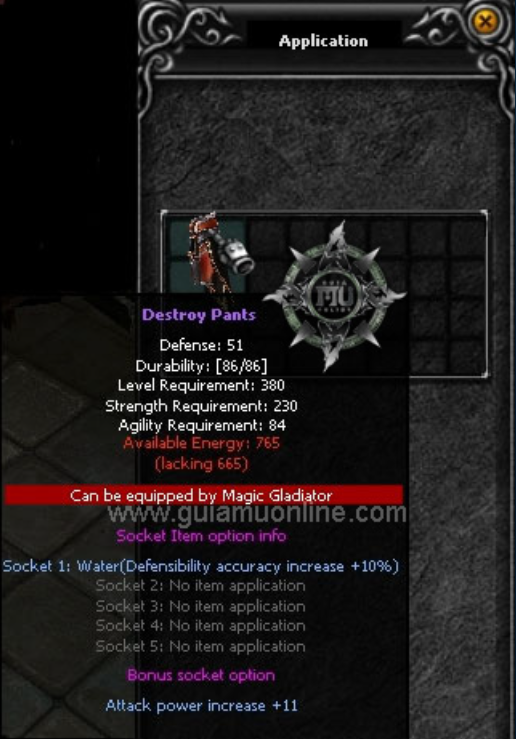 Application
MU
Destroy Pants
Defense: 51
Durability: [86/86]
Level Requirement: 380
Strength Requirement: 230
Agility Requirement: 84
Available Energy: 765
(lacking 665)
Can be equipped by Magic Gladiator
www.guiamuonline.com
Socket Item option info
Socket 1: Water(Defensibility accuracy increase +10%)
Socket 2: No item application
Socket 3: No item application
Socket 4: No item application
Socket 5: No item application
Bonus socket option
Attack power increase +11